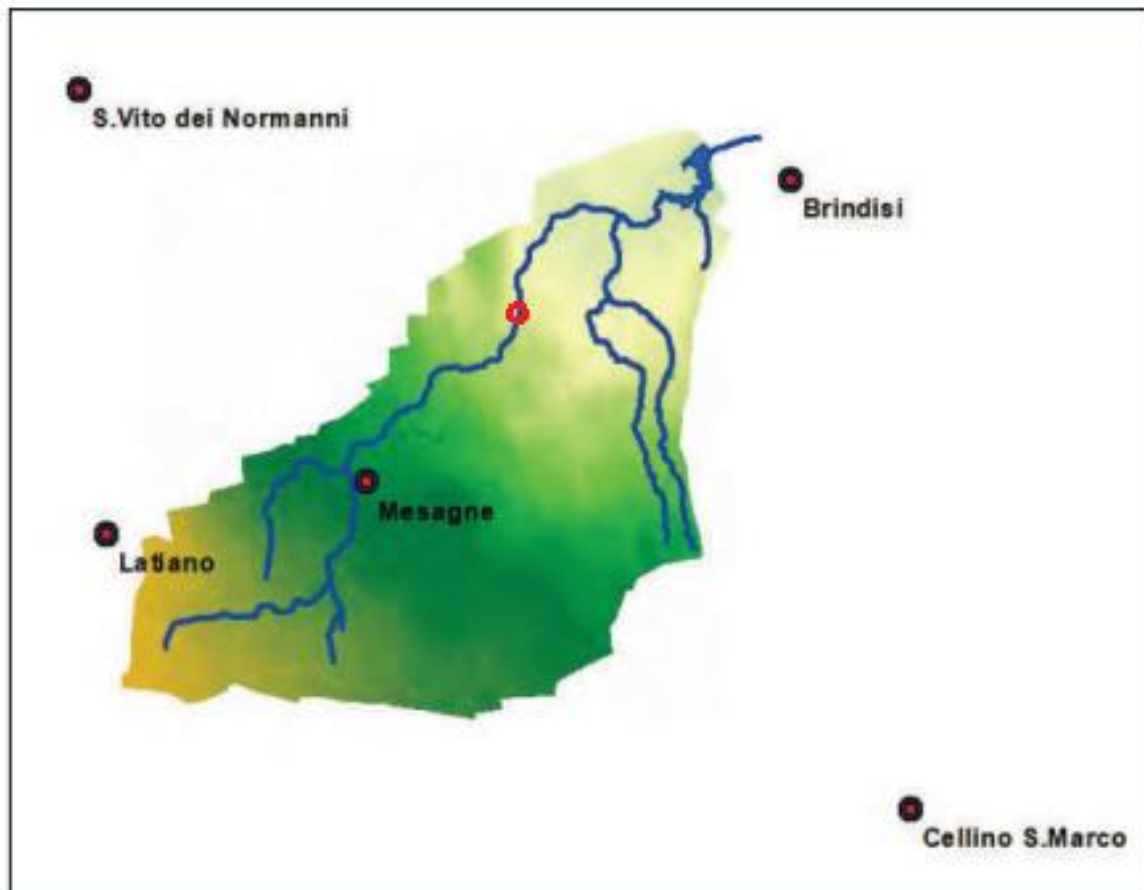 S.Vito dei Normanni
Brindisi
Mesagne
Latiano
Cellino S.Marco